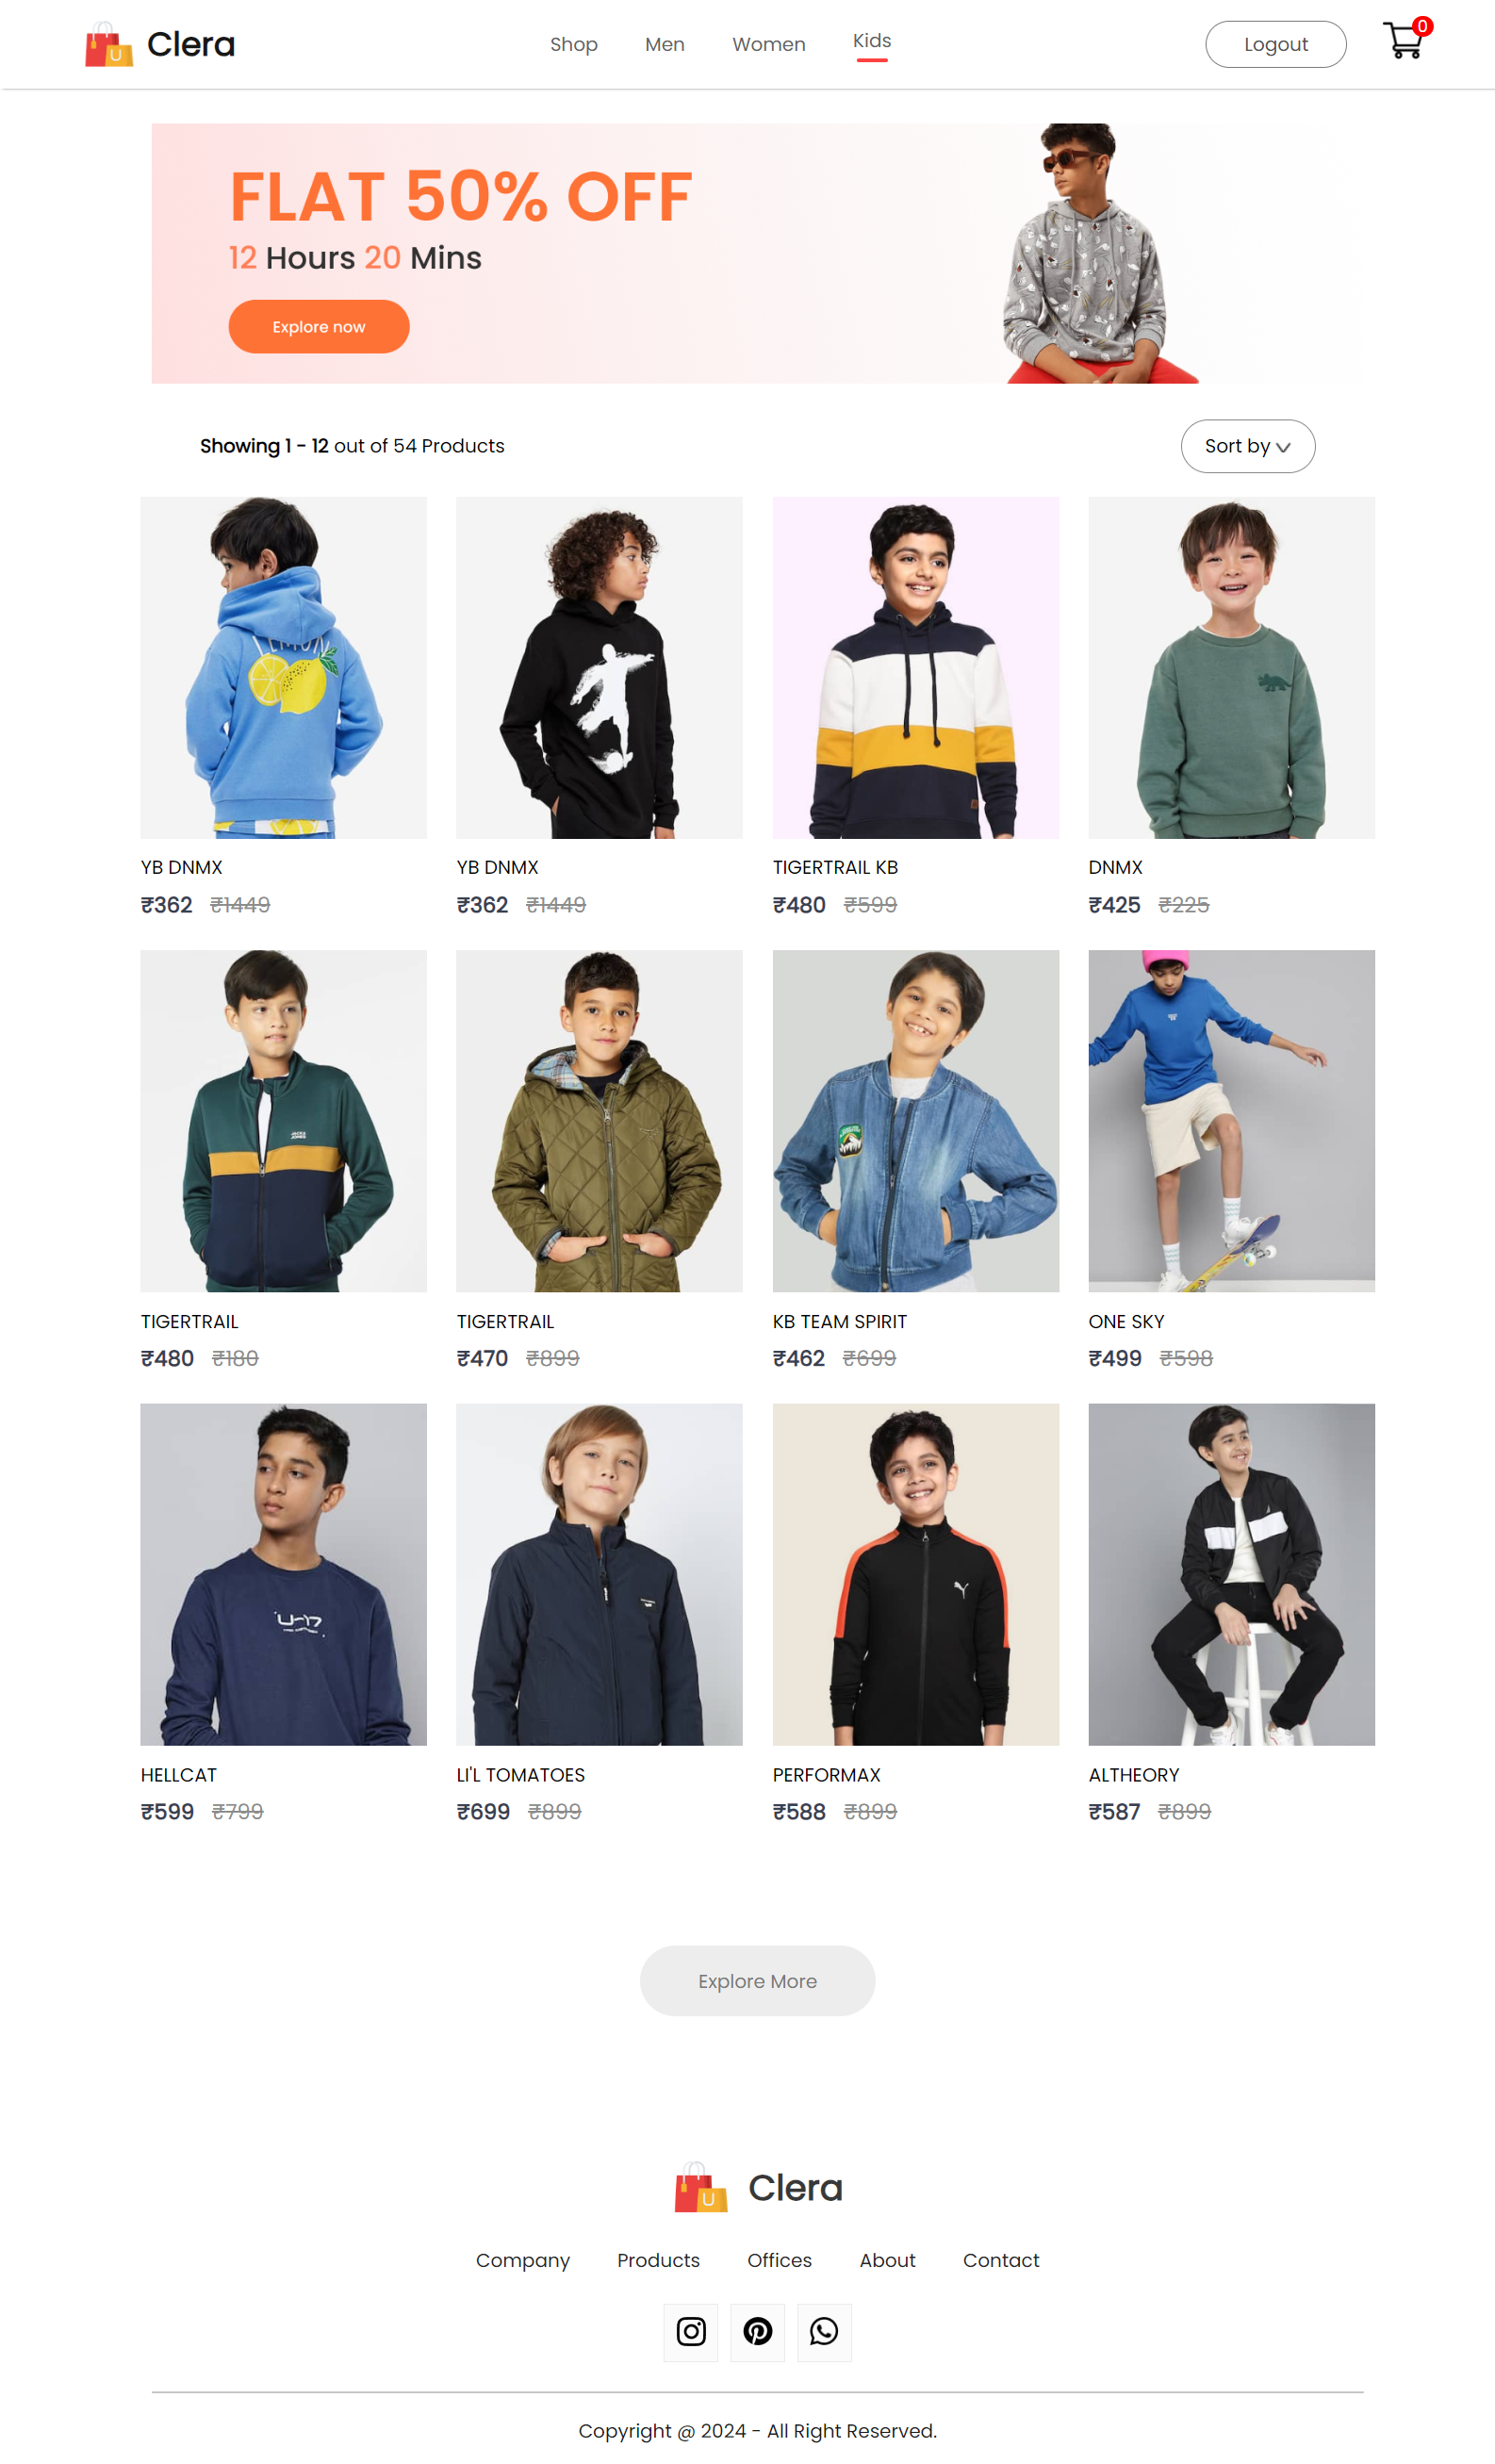 U Clera
Shop Men Women Kids
Logout 0
FLAT 50% OFF
12 Hours 20 Mins
Explore now
Showing 1 - 12 out of 54 Products
Sort by
LEMON
YB DNMX
₹362 ₹1449
YB DNMX
₹362 ₹1449
TIGERTRAIL KB
₹480 ₹599
DNMX
₹425 ₹225
JACK&
JONES
TIGERTRAIL
₹480 ₹180
TIGERTRAIL
₹470 ₹899
KB TEAM SPIRIT
₹462 ₹699
ONE SKY
₹499 ₹598
U-17
HELLCAT
₹599 ₹799
LI'L TOMATOES
₹699 ₹899
PERFORMAX
₹588 ₹899
ALTHEORY
₹587 ₹899
Explore More
U Clera
Company Products Offices About Contact
Copyright @ 2024 - All Right Reserved.